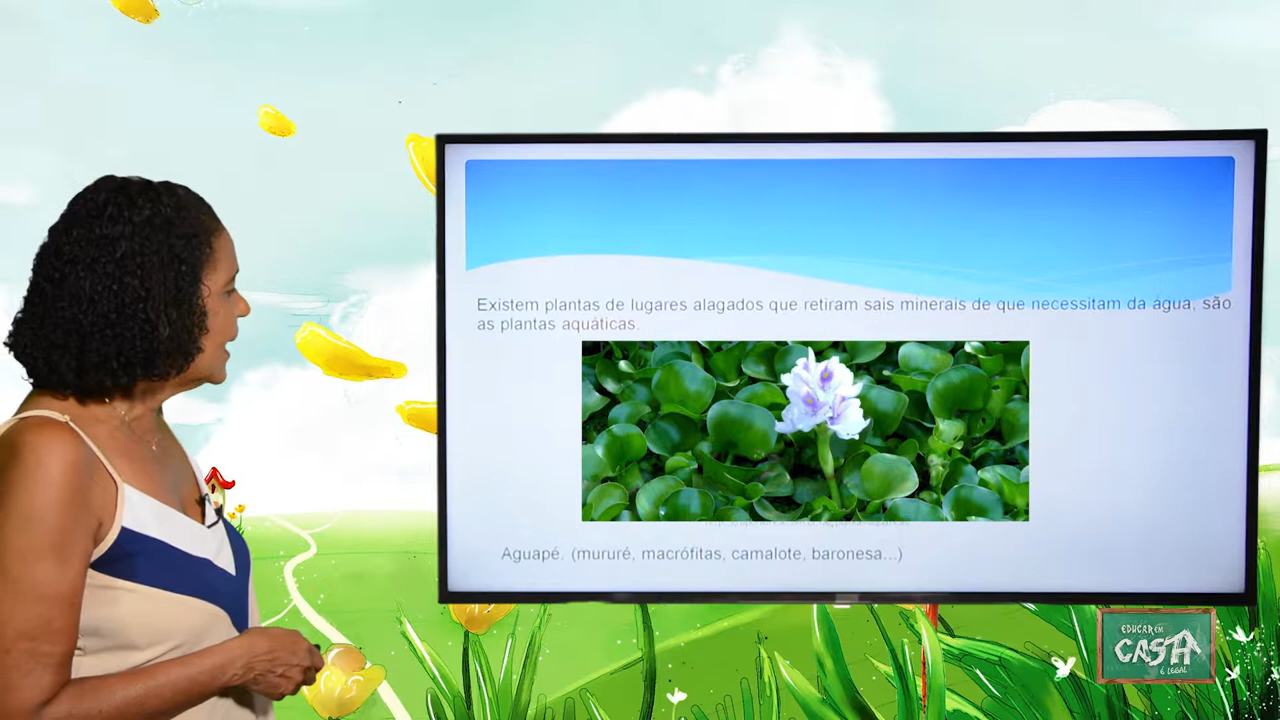 Existem plantas de lugares alagados que retiram sais minerais de que necessitam da água, são
as plantas aquáticas.
Aguapé. (mururé, macrófitas, camalote, baronesa...)
EDUCAR EM
CASA
É LEGAL